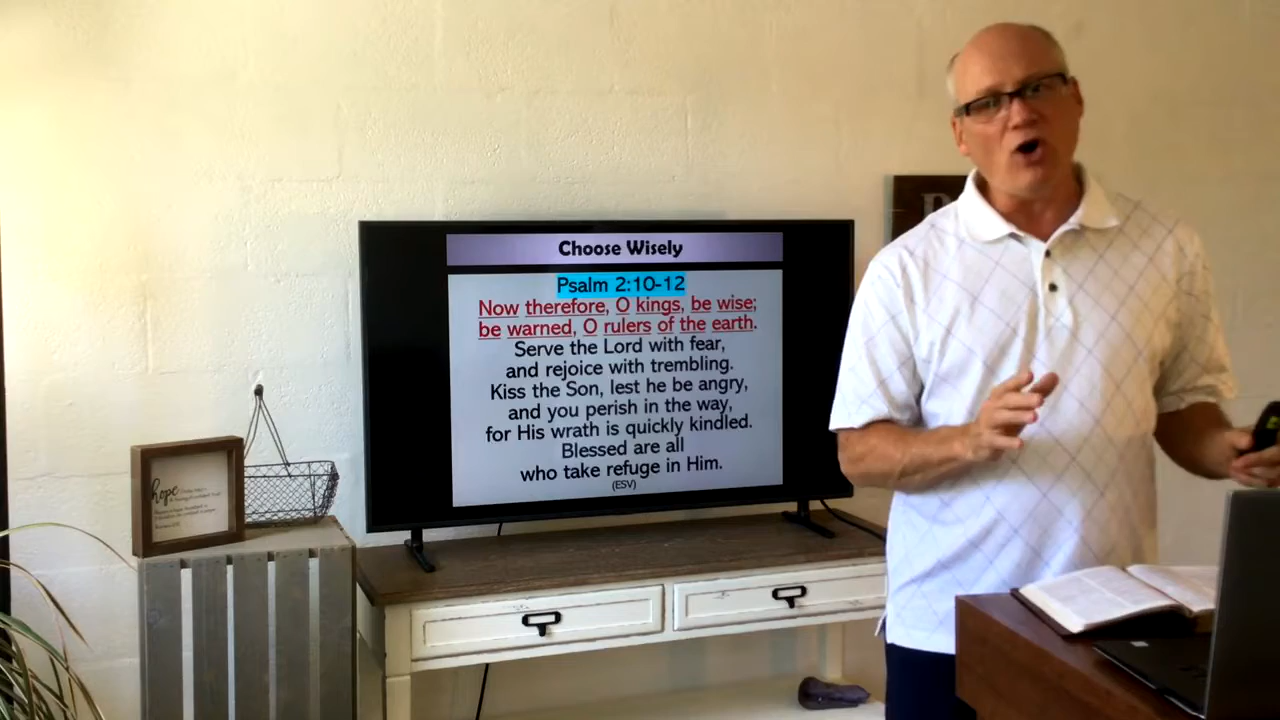 Choose Wisely
Psalm 2:10-12
Now therefore, O kings, be wise;
be warned, O rulers of the earth.
Serve the Lord with fear,
and rejoice with trembling.
Kiss the Son, lest he be angry,
and you perish in the way,
for His wrath is quickly kindled.
Blessed are all
who take refuge in Him.
(ESV)
hope